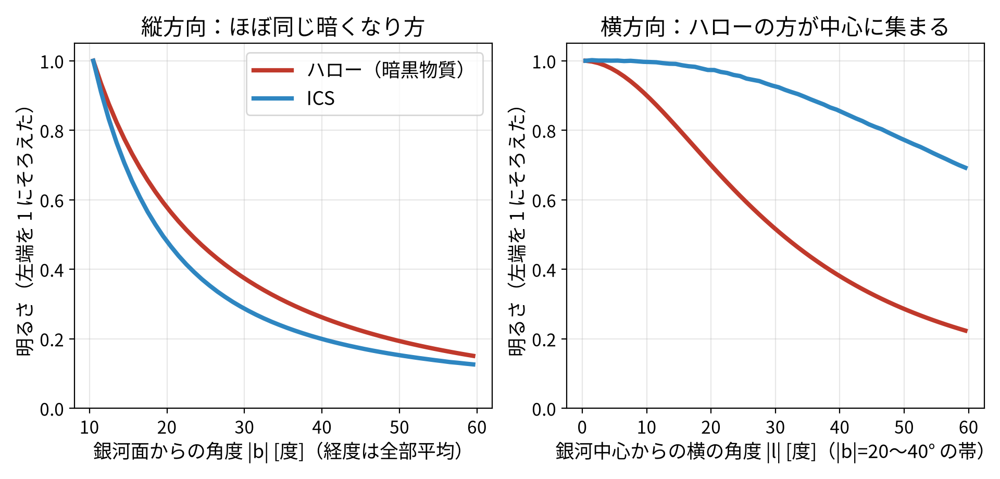 縦方向：ほぼ同じ暗くなり方
明るさ（左端を 1 にそろえた）
1.0
0.8
0.6
0.4
0.2
0.0
ハロー（暗黒物質）
ICS
10 20 30 40 50 60
銀河面からの角度 |b| [度]（経度は全部平均）
横方向：ハローの方が中心に集まる
明るさ（左端を 1 にそろえた）
1.0
0.8
0.6
0.4
0.2
0.0
0 10 20 30 40 50 60
銀河中心からの横の角度 |l| [度]（|b|=20〜40° の帯）